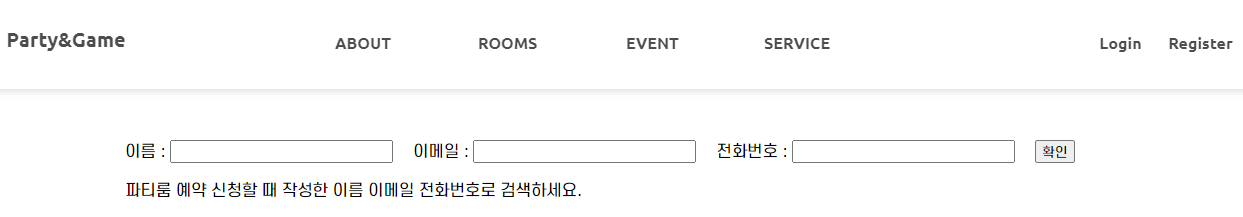 Party&Game ABOUT ROOMS EVENT SERVICE Login Register
이름 : 이메일 : 전화번호 : 확인
파티룸 예약 신청할 때 작성한 이름 이메일 전화번호로 검색하세요.